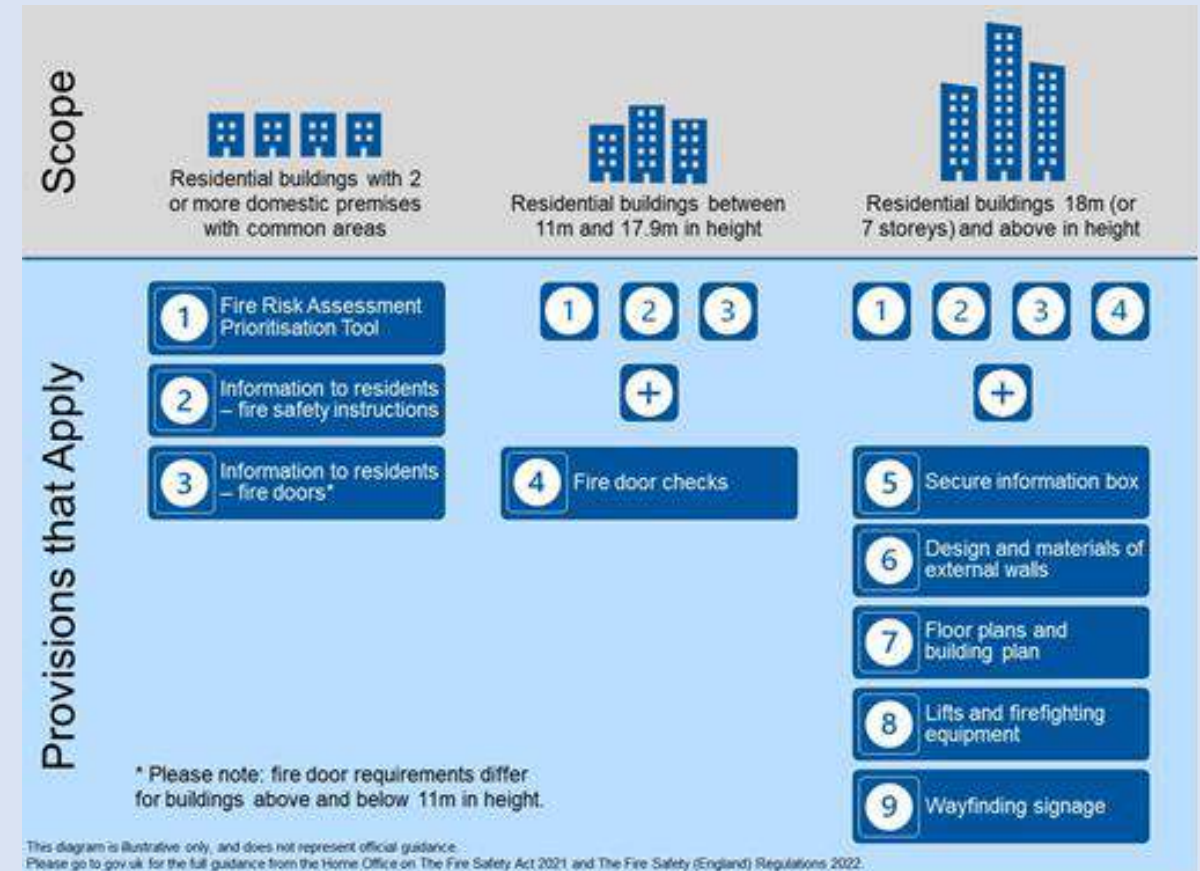 Scope
Residential buildings with 2
or more domestic premises
with common areas
Residential buildings between
11m and 17.9m in height
Residential buildings 18m (or
7 storeys) and above in height
Provisions that Apply
1 Fire Risk Assessment
Prioritisation Tool
2 Information to residents
– fire safety instructions
3 Information to residents
– fire doors*
1 2 3
+
4 Fire door checks
1 2 3 4
+
5 Secure information box
6 Design and materials of
external walls
7 Floor plans and
building plan
8 Lifts and firefighting
equipment
9 Wayfinding signage
* Please note: fire door requirements differ
for buildings above and below 11m in height.
This diagram is illustrative only, and does not represent official guidance.
Please go to gov.uk for the full guidance from the Home Office on The Fire Safety Act 2021 and The Fire Safety (England) Regulations 2022.